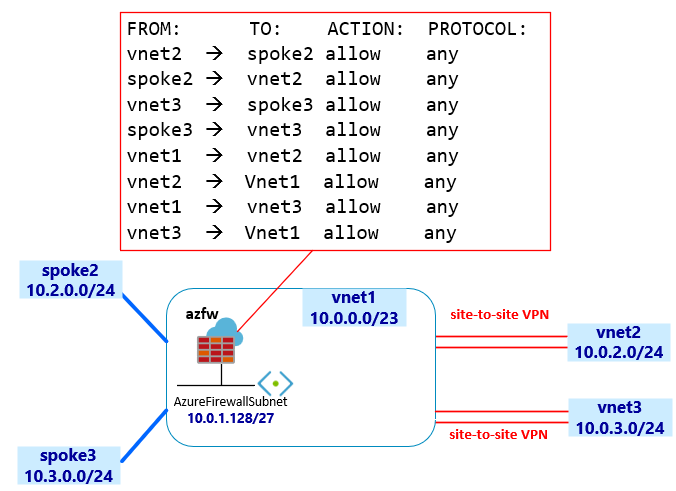 FROM: TO: ACTION: PROTOCOL:
vnet2 → spoke2 allow any
spoke2 → vnet2 allow any
vnet3 → spoke3 allow any
spoke3 → vnet3 allow any
vnet1 → vnet2 allow any
vnet2 → Vnet1 allow any
vnet1 → vnet3 allow any
vnet3 → Vnet1 allow any
spoke2
10.2.0.0/24
vnet1
10.0.0.0/23
azfw
AzureFirewallSubnet
10.0.1.128/27
site-to-site VPN
vnet2
10.0.2.0/24
vnet3
10.0.3.0/24
site-to-site VPN
spoke3
10.3.0.0/24